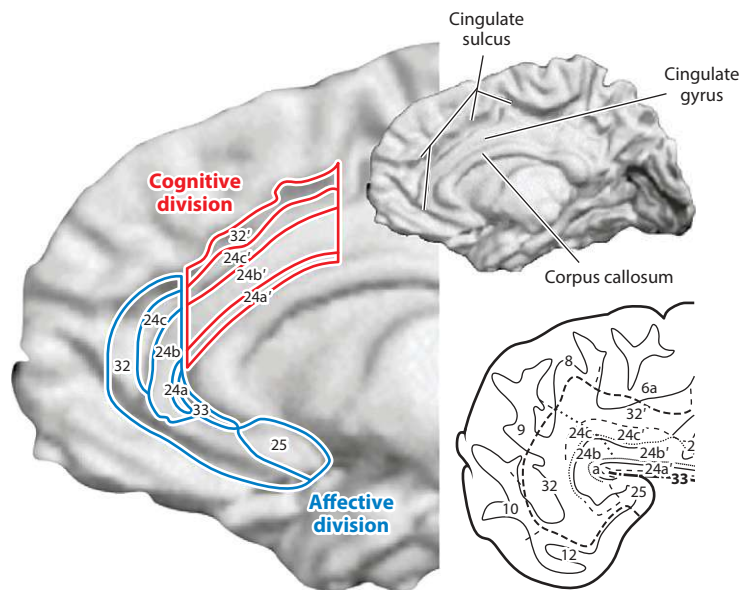 Cingulate
sulcus
Cingulate
gyrus
Corpus callosum
Cognitive
division
32′
24c′
24b′
24a′
24c
32
24b
24a
33
25
Affective
division
8
6a
32′
9
24c
24c′
24b
24b′
2
a
24a′
33
32
25
10
12